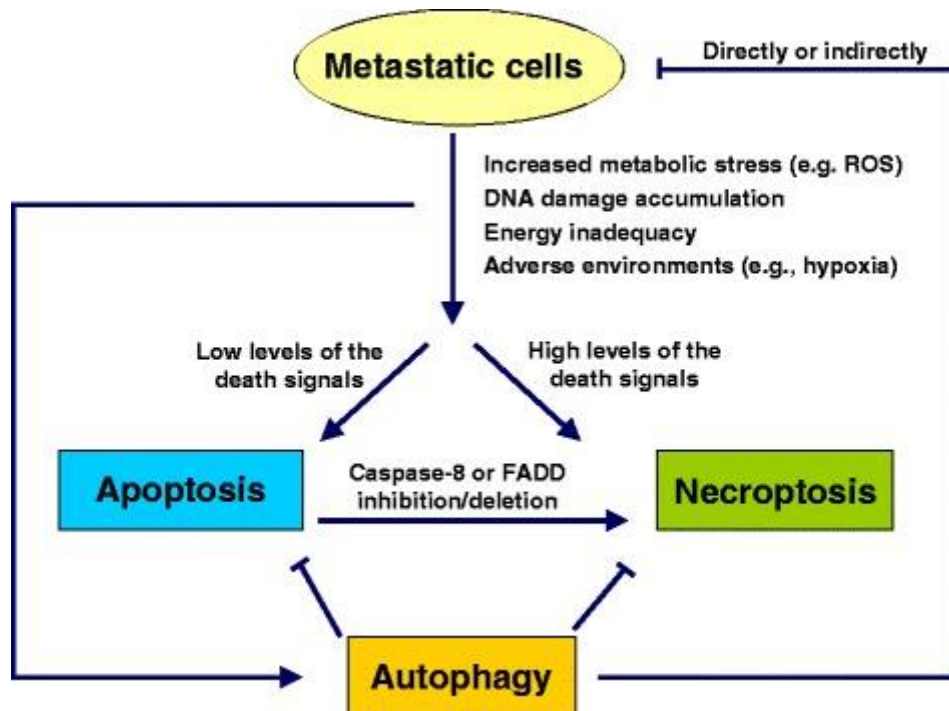 Metastatic cells
Directly or indirectly
Increased metabolic stress (e.g. ROS)
DNA damage accumulation
Energy inadequacy
Adverse environments (e.g., hypoxia)
Low levels of the
death signals
High levels of the
death signals
Apoptosis
Caspase-8 or FADD
inhibition/deletion
Necroptosis
Autophagy